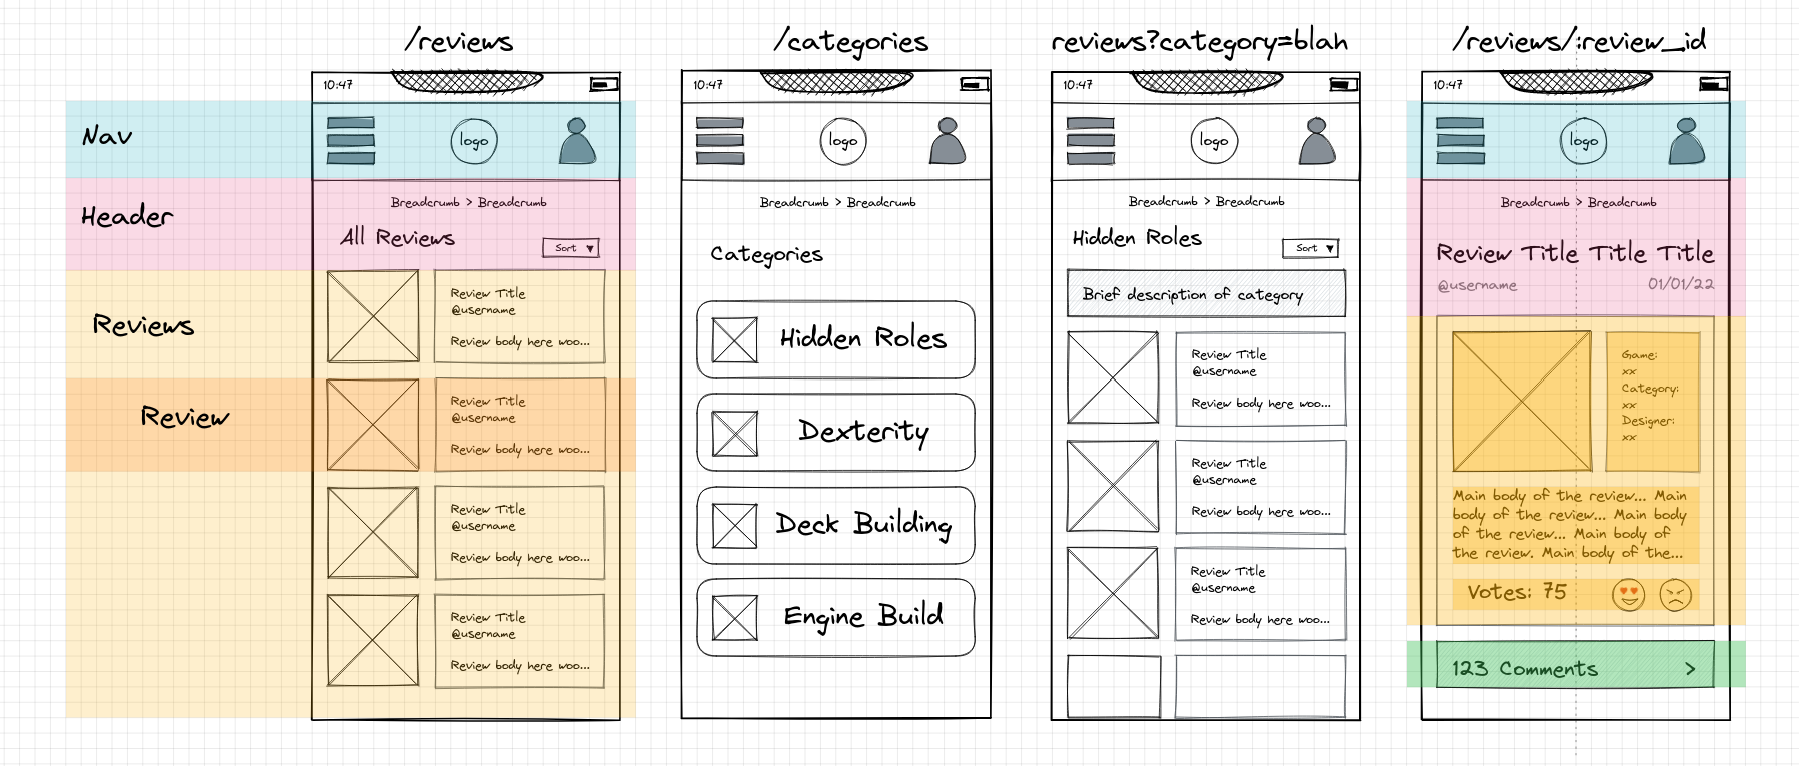 /reviews
/categories
reviews?category=blah
/reviews/:review_id
Nav
Header
Reviews
Review
10:47
logo
Breadcrumb > Breadcrumb
All Reviews
Sort ▼
Review Title
@username
Review body here woo...
Review Title
@username
Review body here woo...
Review Title
@username
Review body here woo...
Review Title
@username
Review body here woo...
10:47
logo
Breadcrumb > Breadcrumb
Categories
Hidden Roles
Dexterity
Deck Building
Engine Build
10:47
logo
Breadcrumb > Breadcrumb
Hidden Roles
Sort ▼
Brief description of category
Review Title
@username
Review body here woo...
Review Title
@username
Review body here woo...
Review Title
@username
Review body here woo...
10:47
logo
Breadcrumb > Breadcrumb
Review Title Title Title
@username 01/01/22
Game:
xx
Category:
xx
Designer:
xx
Main body of the review... Main
body of the review... Main body
of the review... Main body of
the review. Main body of the...
Votes: 75
123 Comments >